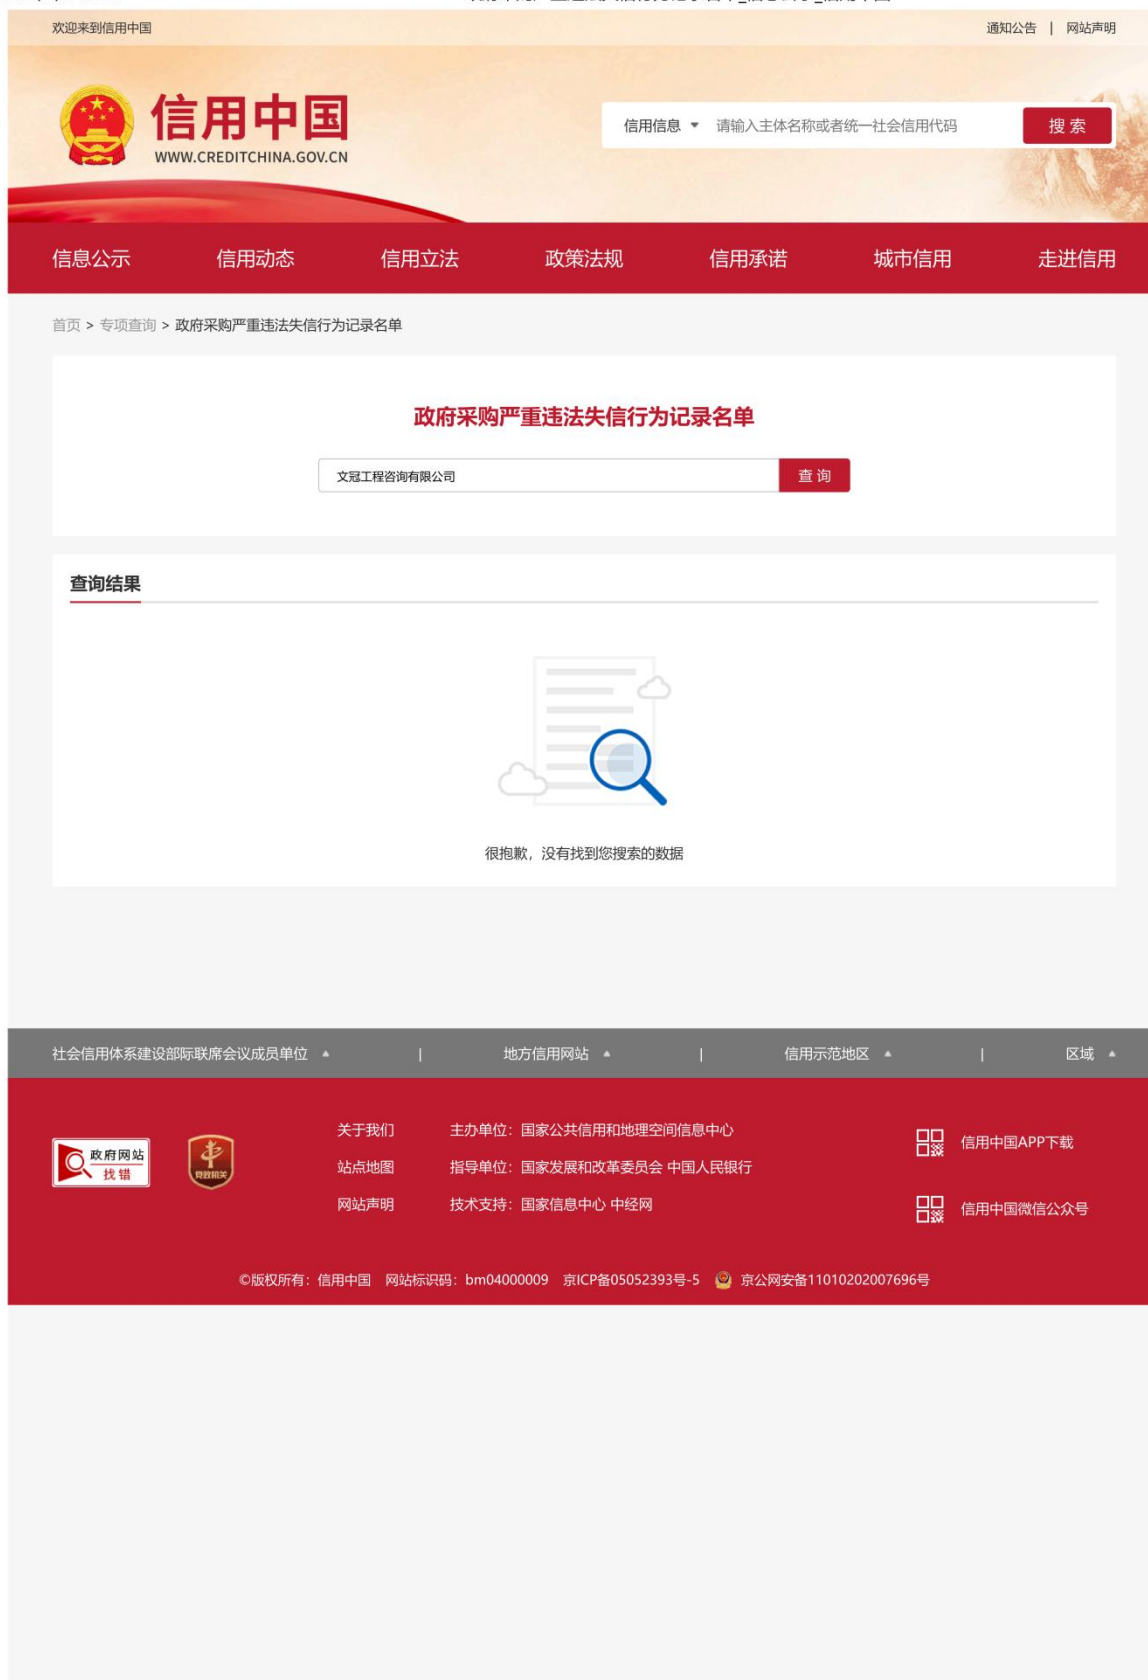 欢迎来到信用中国
通知公告 | 网站声明
信用中国
WWW.CREDITCHINA.GOV.CN
信用信息 请输入主体名称或者统一社会信用代码 搜索
信息公示 信用动态 信用立法 政策法规 信用承诺 城市信用 走进信用
首页 > 专项查询 > 政府采购严重违法失信行为记录名单
政府采购严重违法失信行为记录名单
文冠工程咨询有限公司 查询
查询结果
很抱歉，没有找到您搜索的数据
社会信用体系建设部际联席会议成员单位 | 地方信用网站 | 信用示范地区 | 区域
政府网站
找错
党政机关
关于我们 主办单位：国家公共信用和地理空间信息中心
站点地图 指导单位：国家发展和改革委员会 中国人民银行
网站声明 技术支持：国家信息中心 中经网
信用中国APP下载
信用中国微信公众号
©版权所有：信用中国 网站标识码：bm04000009 京ICP备05052393号-5 京公网安备11010202007696号